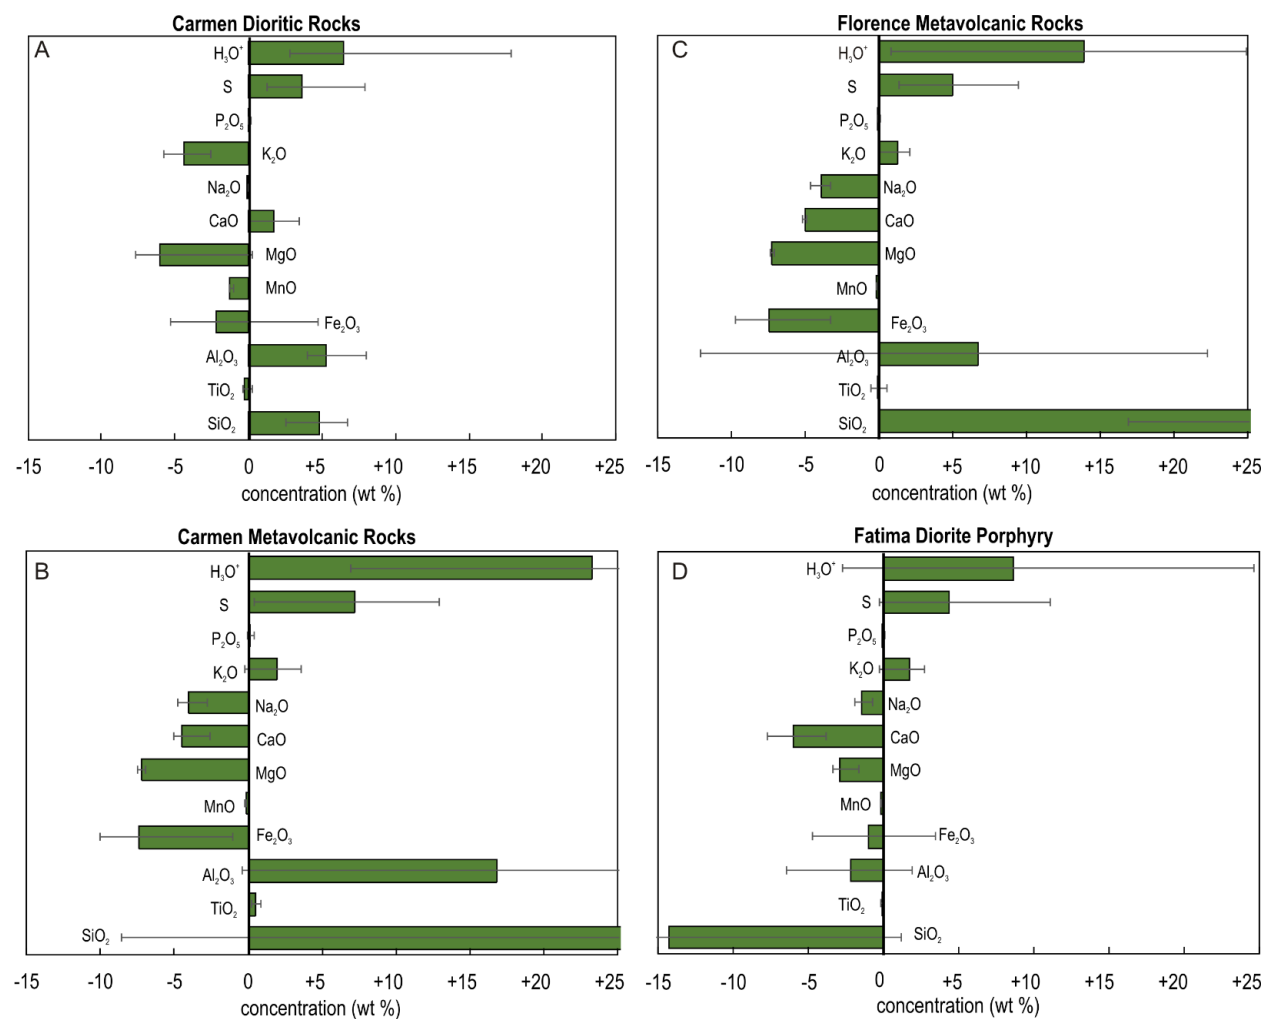 Carmen Dioritic Rocks
A
H₃O⁺
S
P₂O₅
K₂O
Na₂O
CaO
MgO
MnO
Fe₂O₃
Al₂O₃
TiO₂
SiO₂
-15 -10 -5 0 +5 +10 +15 +20 +25
concentration (wt %)
Florence Metavolcanic Rocks
C
H₃O⁺
S
P₂O₅
K₂O
Na₂O
CaO
MgO
MnO
Fe₂O₃
Al₂O₃
TiO₂
SiO₂
-15 -10 -5 0 +5 +10 +15 +20 +25
concentration (wt %)
Carmen Metavolcanic Rocks
B
H₃O⁺
S
P₂O₅
K₂O
Na₂O
CaO
MgO
MnO
Fe₂O₃
Al₂O₃
TiO₂
SiO₂
-15 -10 -5 0 +5 +10 +15 +20 +25
concentration (wt %)
Fatima Diorite Porphyry
D
H₃O⁺
S
P₂O₅
K₂O
Na₂O
CaO
MgO
MnO
Fe₂O₃
Al₂O₃
TiO₂
SiO₂
-15 -10 -5 0 +5 +10 +15 +20 +25
concentration (wt %)